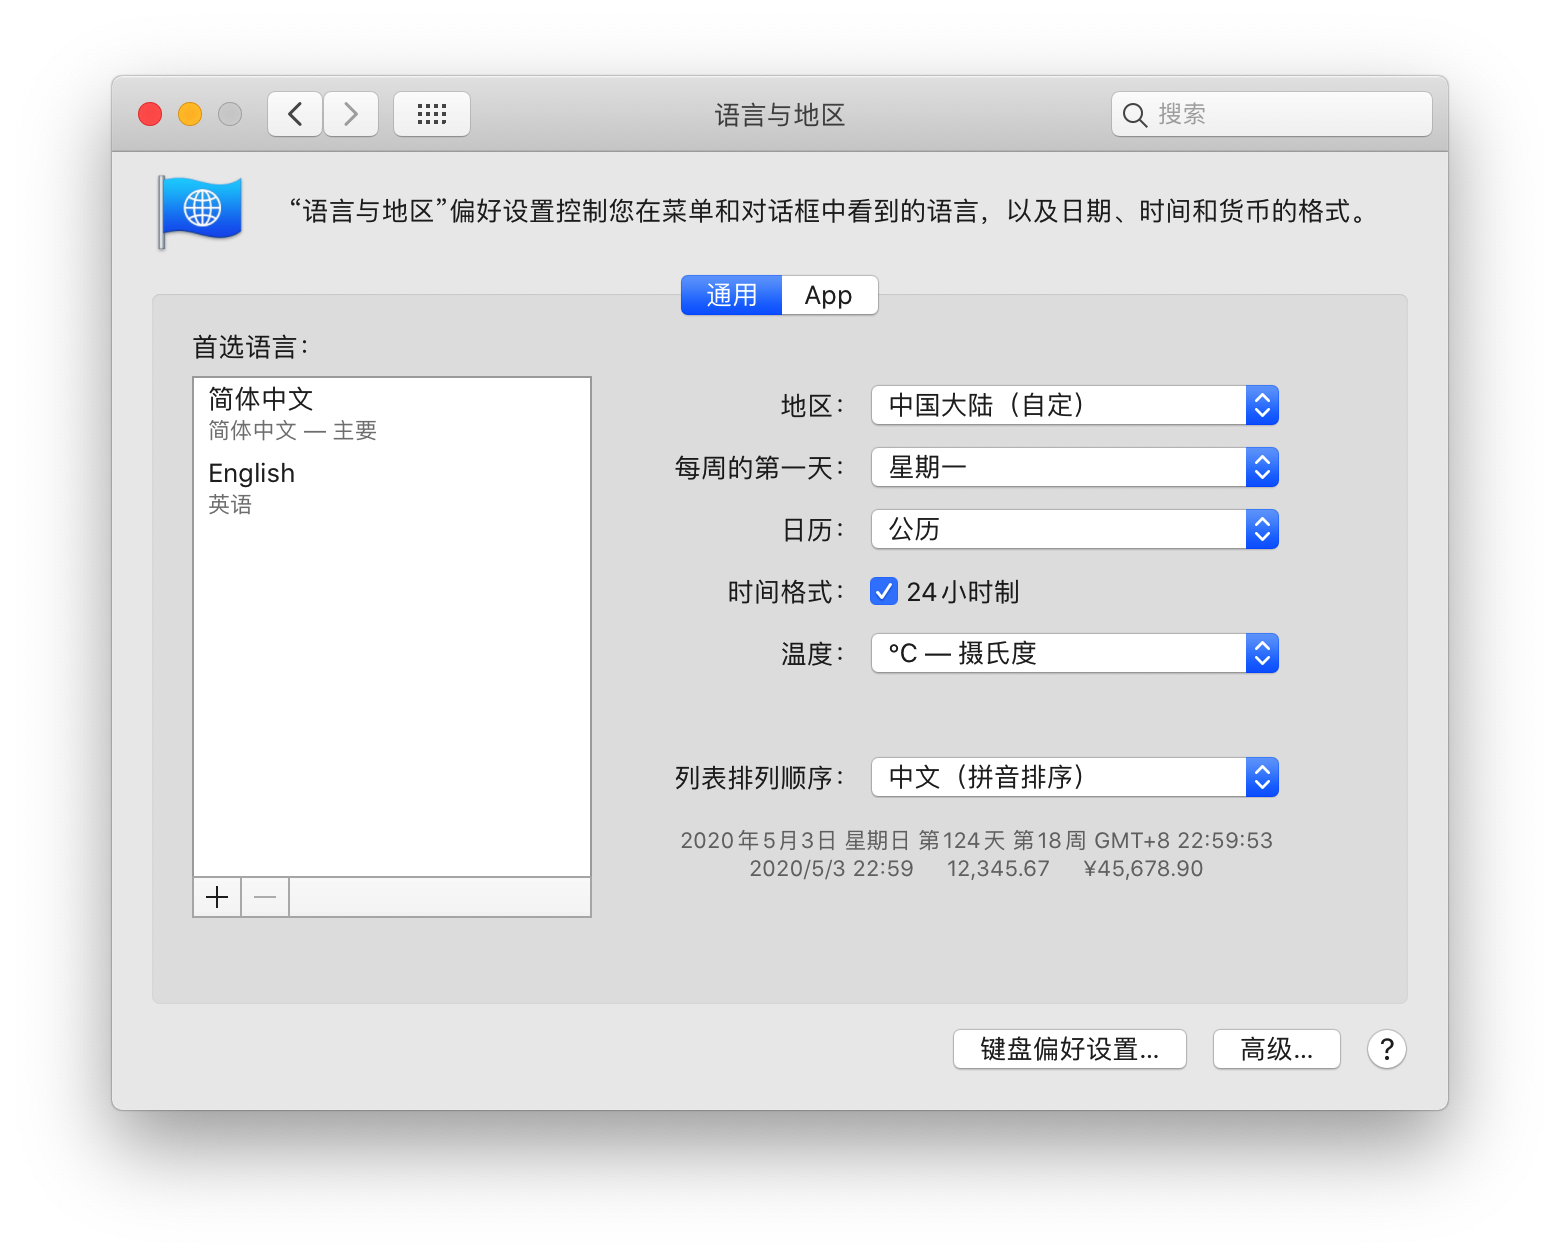 语言与地区
搜索
“语言与地区”偏好设置控制您在菜单和对话框中看到的语言，以及日期、时间和货币的格式。
通用
App
首选语言：
简体中文
简体中文 — 主要
English
英语
地区： 中国大陆（自定）
每周的第一天： 星期一
日历： 公历
时间格式： 24小时制
温度： °C — 摄氏度
列表排列顺序： 中文（拼音排序）
2020年5月3日 星期日 第124天 第18周 GMT+8 22:59:53
2020/5/3 22:59 12,345.67 ¥45,678.90
键盘偏好设置...
高级...
?